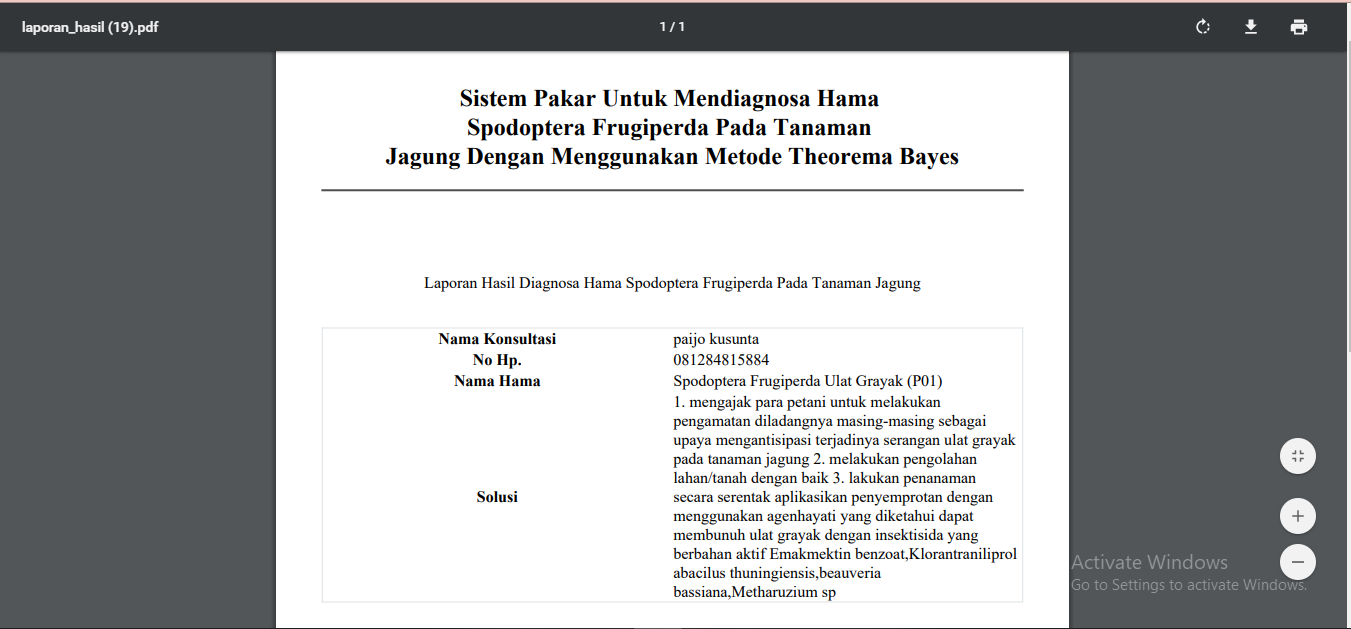 laporan_hasil (19).pdf
1 / 1
Sistem Pakar Untuk Mendiagnosa Hama
Spodoptera Frugiperda Pada Tanaman
Jagung Dengan Menggunakan Metode Theorema Bayes
Laporan Hasil Diagnosa Hama Spodoptera Frugiperda Pada Tanaman Jagung
Nama Konsultasi paijo kusunta
No Hp. 081284815884
Nama Hama Spodoptera Frugiperda Ulat Grayak (P01)
Solusi
1. mengajak para petani untuk melakukan
pengamatan diladangnya masing-masing sebagai
upaya mengantisipasi terjadinya serangan ulat grayak
pada tanaman jagung 2. melakukan pengolahan
lahan/tanah dengan baik 3. lakukan penanaman
secara serentak aplikasikan penyemprotan dengan
menggunakan agenhayati yang diketahui dapat
membunuh ulat grayak dengan insektisida yang
berbahan aktif Emakmektin benzoat,Klorantraniliprol
abacilus thuningiensis,beauveria
bassiana,Metharuzium sp
Activate Windows
Go to Settings to activate Windows.